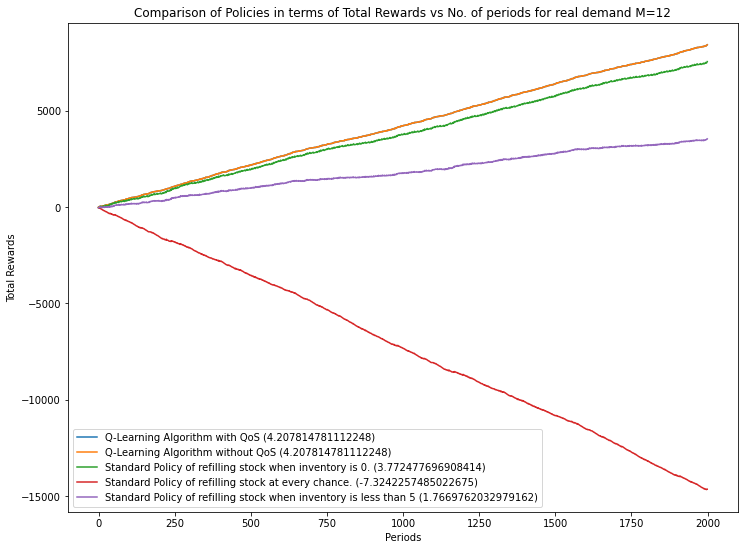 Comparison of Policies in terms of Total Rewards vs No. of periods for real demand M=12
5000
0
−5000
−10000
−15000
Total Rewards
Q-Learning Algorithm with QoS (4.207814781112248)
Q-Learning Algorithm without QoS (4.207814781112248)
Standard Policy of refilling stock when inventory is 0. (3.772477696908414)
Standard Policy of refilling stock at every chance. (-7.3242257485022675)
Standard Policy of refilling stock when inventory is less than 5 (1.7669762032979162)
0 250 500 750 1000 1250 1500 1750 2000
Periods